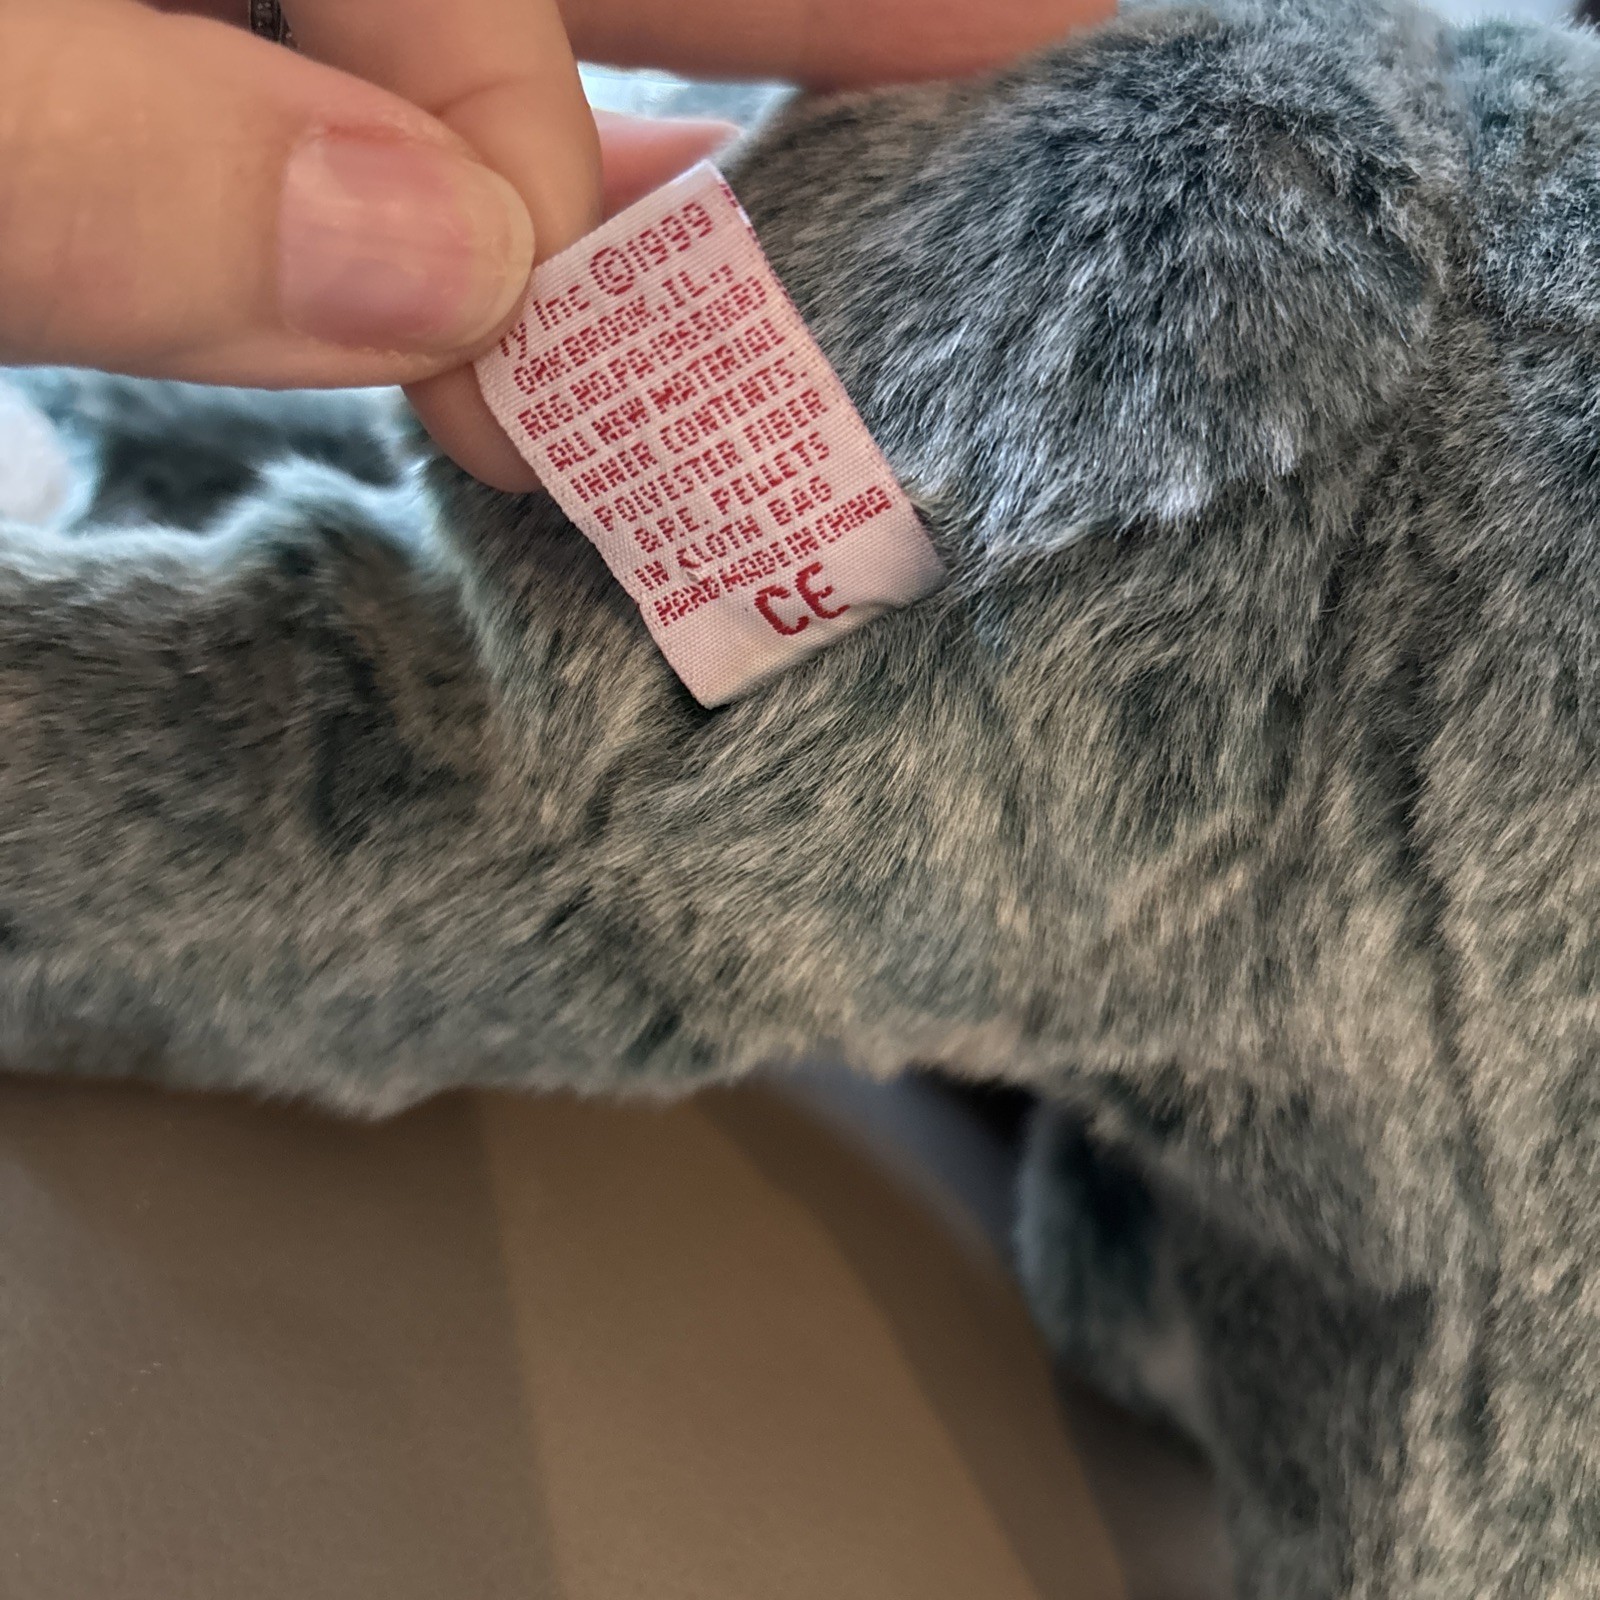 Ty Inc ©1999
OAKBROOK, IL
REG.NO.PA-1965(KR)
ALL NEW MATERIAL
INNER CONTENTS:
POLYESTER FIBER
& P.E. PELLETS
IN CLOTH BAG
HAND MADE IN CHINA
CE